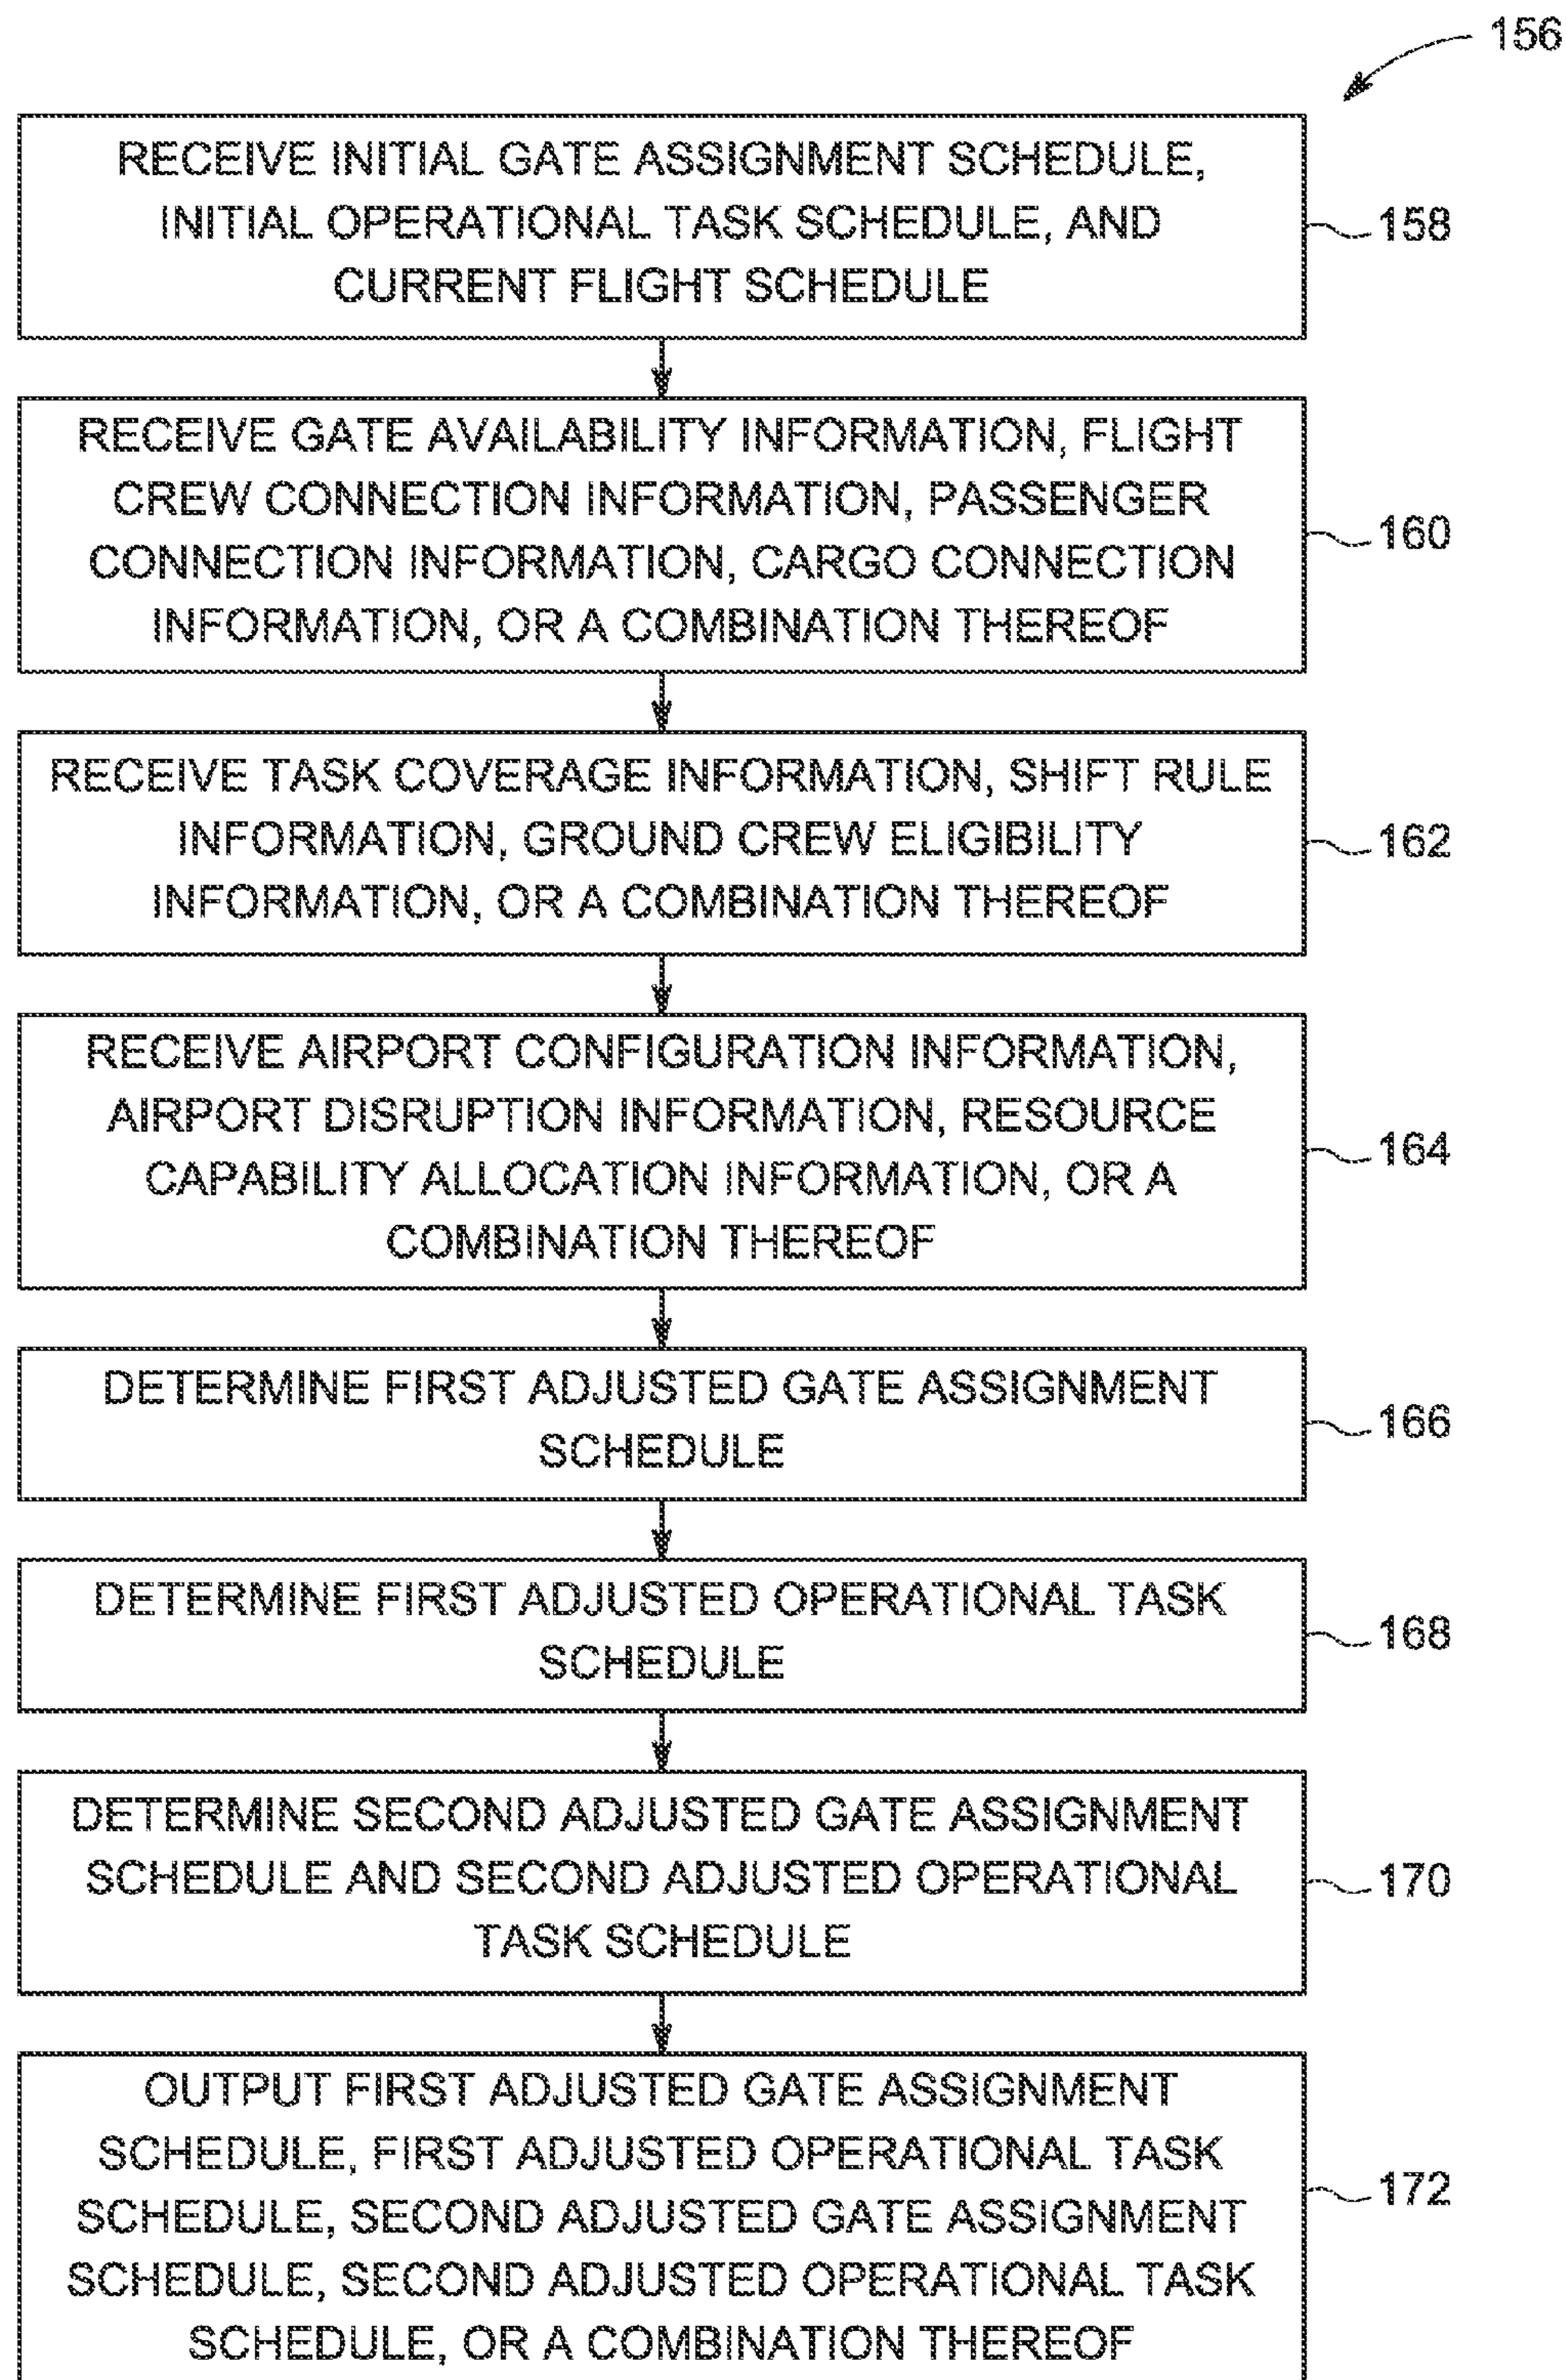 156
RECEIVE INITIAL GATE ASSIGNMENT SCHEDULE,
INITIAL OPERATIONAL TASK SCHEDULE, AND
CURRENT FLIGHT SCHEDULE
158
RECEIVE GATE AVAILABILITY INFORMATION, FLIGHT
CREW CONNECTION INFORMATION, PASSENGER
CONNECTION INFORMATION, CARGO CONNECTION
INFORMATION, OR A COMBINATION THEREOF
160
RECEIVE TASK COVERAGE INFORMATION, SHIFT RULE
INFORMATION, GROUND CREW ELIGIBILITY
INFORMATION, OR A COMBINATION THEREOF
162
RECEIVE AIRPORT CONFIGURATION INFORMATION,
AIRPORT DISRUPTION INFORMATION, RESOURCE
CAPABILITY ALLOCATION INFORMATION, OR A
COMBINATION THEREOF
164
DETERMINE FIRST ADJUSTED GATE ASSIGNMENT
SCHEDULE
166
DETERMINE FIRST ADJUSTED OPERATIONAL TASK
SCHEDULE
168
DETERMINE SECOND ADJUSTED GATE ASSIGNMENT
SCHEDULE AND SECOND ADJUSTED OPERATIONAL
TASK SCHEDULE
170
OUTPUT FIRST ADJUSTED GATE ASSIGNMENT
SCHEDULE, FIRST ADJUSTED OPERATIONAL TASK
SCHEDULE, SECOND ADJUSTED GATE ASSIGNMENT
SCHEDULE, SECOND ADJUSTED OPERATIONAL TASK
SCHEDULE, OR A COMBINATION THEREOF
172